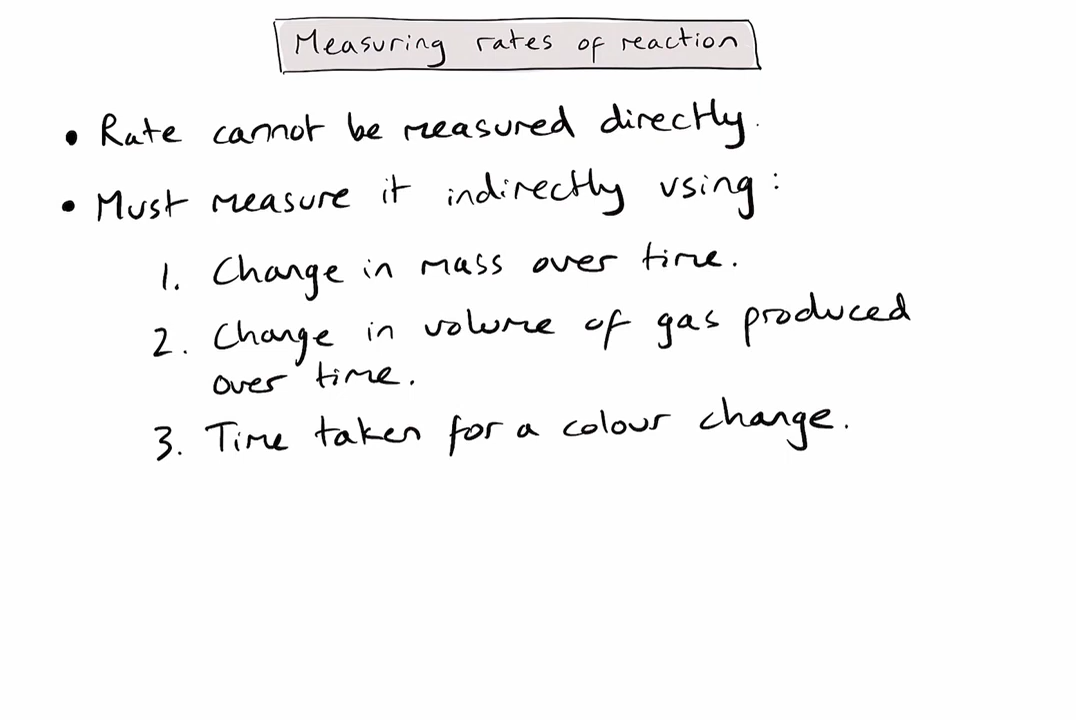 Measuring rates of reaction
• Rate cannot be measured directly.
• Must measure it indirectly using:
1. Change in mass over time.
2. Change in volume of gas produced
over time.
3. Time taken for a colour change.